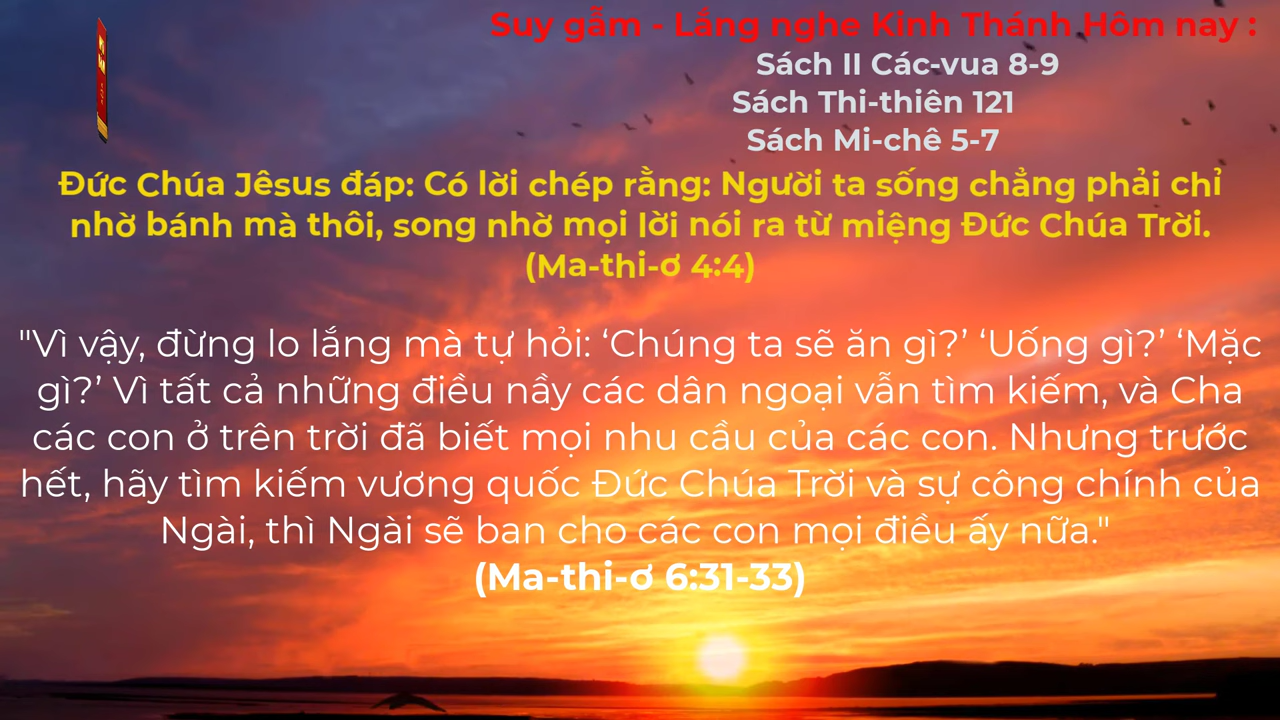 Suy gẫm - Lắng nghe Kinh Thánh Hôm nay :
Sách II Các-vua 8-9
Sách Thi-thiên 121
Sách Mi-chê 5-7
Đức Chúa Jêsus đáp: Có lời chép rằng: Người ta sống chẳng phải chỉ
nhờ bánh mà thôi, song nhờ mọi lời nói ra từ miệng Đức Chúa Trời.
(Ma-thi-ơ 4:4)
"Vì vậy, đừng lo lắng mà tự hỏi: ‘Chúng ta sẽ ăn gì?’ ‘Uống gì?’ ‘Mặc
gì?’ Vì tất cả những điều nầy các dân ngoại vẫn tìm kiếm, và Cha
các con ở trên trời đã biết mọi nhu cầu của các con. Nhưng trước
hết, hãy tìm kiếm vương quốc Đức Chúa Trời và sự công chính của
Ngài, thì Ngài sẽ ban cho các con mọi điều ấy nữa."
(Ma-thi-ơ 6:31-33)